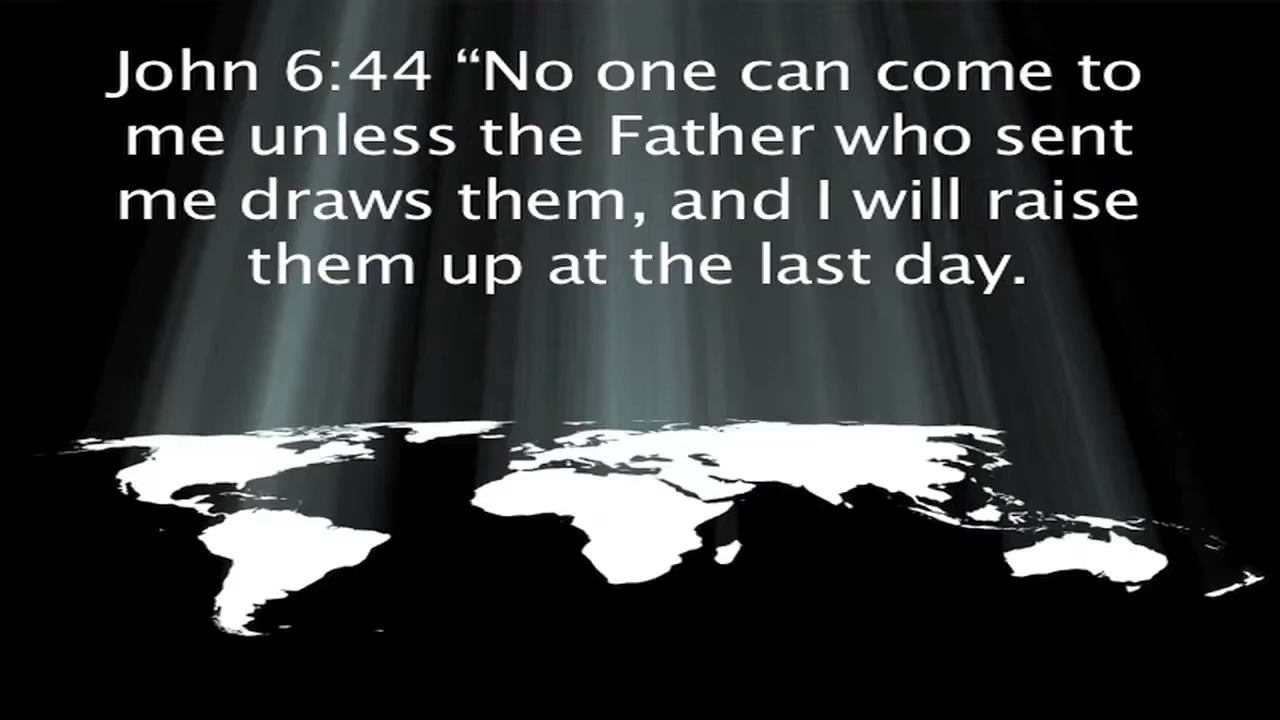 John 6:44 “No one can come to
me unless the Father who sent
me draws them, and I will raise
them up at the last day.